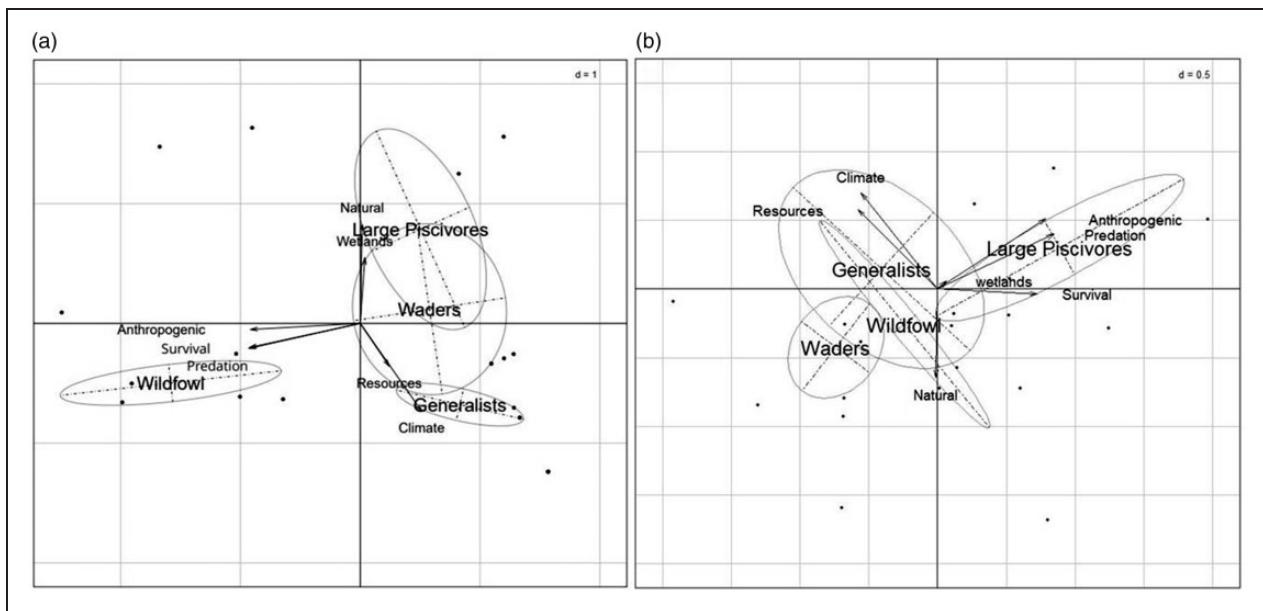 (a)
d = 1
Natural
Large Piscivores
Wetlands
Waders
Anthropogenic
Survival
Predation
Wildfowl
Resources
Generalists
Climate
(b)
d = 0.5
Climate
Resources
Anthropogenic
Predation
Large Piscivores
Generalists
wetlands
Survival
Wildfowl
Waders
Natural